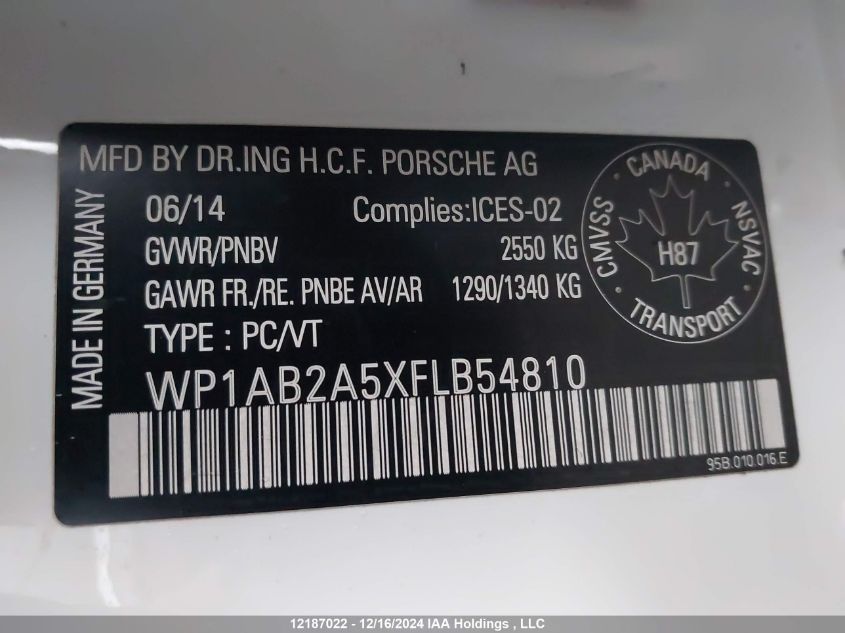 MFD BY DR.ING H.C.F. PORSCHE AG
06/14 Complies:ICES-02
GVWR/PNBV 2550 KG
GAWR FR./RE. PNBE AV/AR 1290/1340 KG
TYPE : PC/VT
WP1AB2A5XFLB54810
MADE IN GERMANY
CANADA
CMVSS
NSVAC
H87
TRANSPORT
95B.010.016.E
12187022 - 12/16/2024 IAA Holdings , LLC